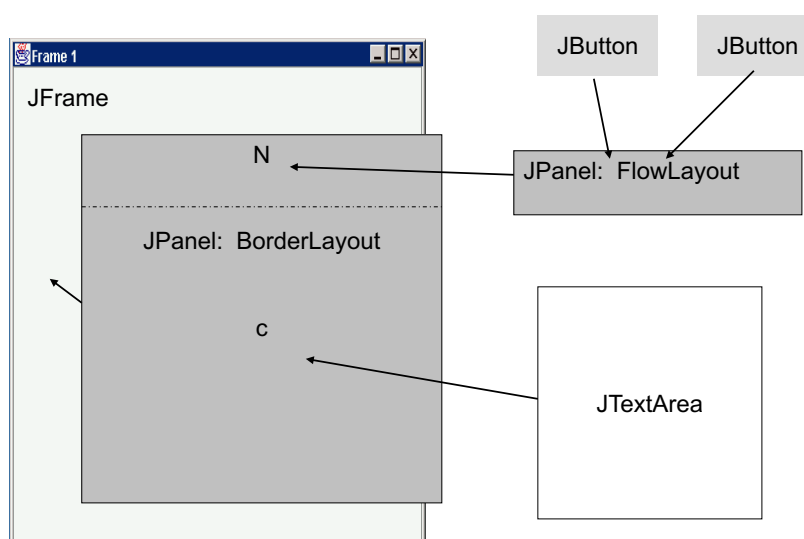 Frame 1
JFrame
N
JPanel: BorderLayout
c
JButton
JButton
JPanel: FlowLayout
JTextArea